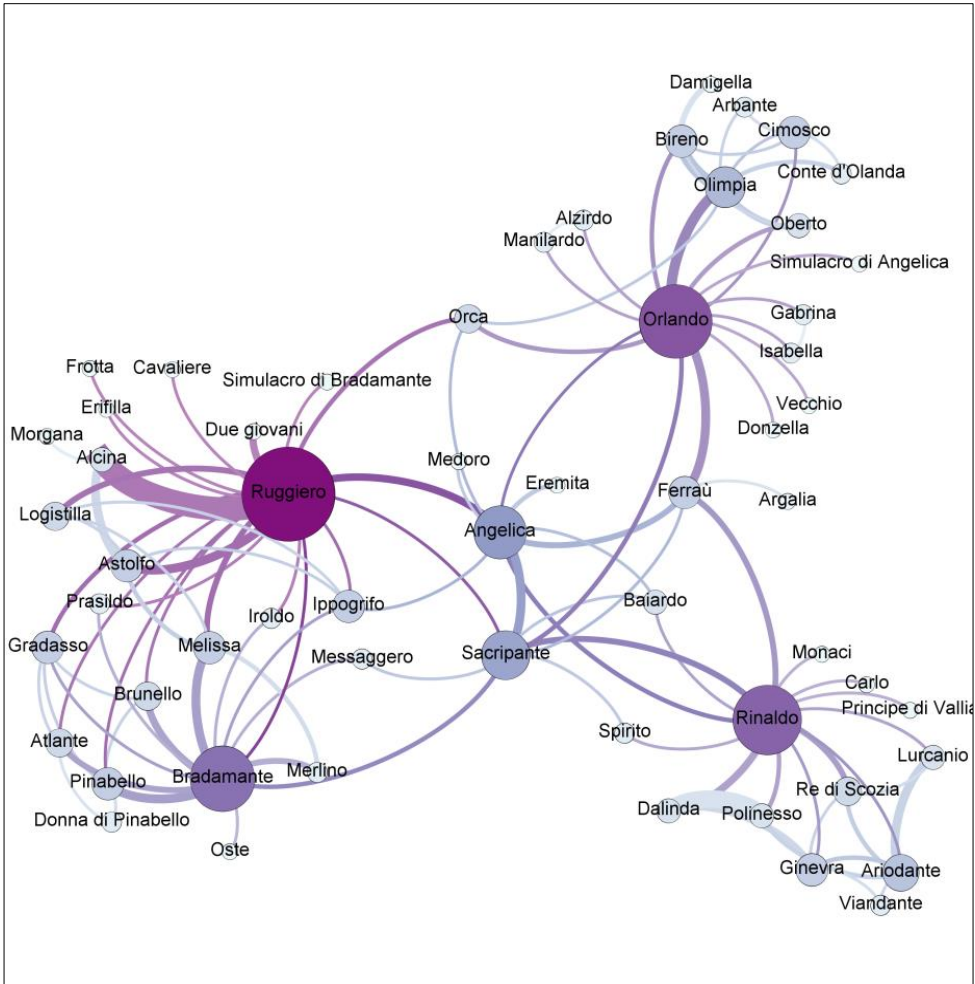 Damigella
Arbante
Bireno
Cimosco
Conte d'Olanda
Olimpia
Alzirdo
Oberto
Manilardo
Simulacro di Angelica
Orca
Orlando
Gabrina
Isabella
Frotta
Cavaliere
Simulacro di Bradamante
Erifilla
Vecchio
Due giovani
Donzella
Morgana
Alcina
Medoro
Eremita
Ruggiero
Ferraù
Argalia
Logistilla
Angelica
Astolfo
Prasildo
Iroldo
Ippogrifo
Baiardo
Gradasso
Melissa
Messaggero
Sacripante
Monaci
Brunello
Carlo
Principe di Vallia
Atlante
Spirito
Rinaldo
Lurcanio
Pinabello
Bradamante
Merlino
Re di Scozia
Donna di Pinabello
Dalinda
Polinesso
Oste
Ginevra
Ariodante
Viandante